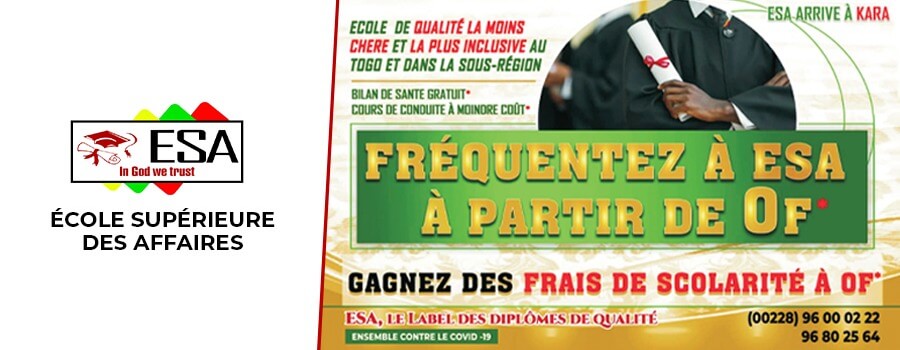 ESA
In God we trust
ÉCOLE SUPÉRIEURE
DES AFFAIRES
ESA ARRIVE À KARA
ECOLE DE QUALITÉ LA MOINS
CHERE ET LA PLUS INCLUSIVE AU
TOGO ET DANS LA SOUS-RÉGION
BILAN DE SANTE GRATUIT*
COURS DE CONDUITE À MOINDRE COÛT*
FRÉQUENTEZ À ESA
À PARTIR DE 0F*
GAGNEZ DES FRAIS DE SCOLARITÉ À 0F*
ESA, LE LABEL DES DIPLÔMES DE QUALITÉ
ENSEMBLE CONTRE LE COVID -19
(00228) 96 00 02 22
96 80 25 64